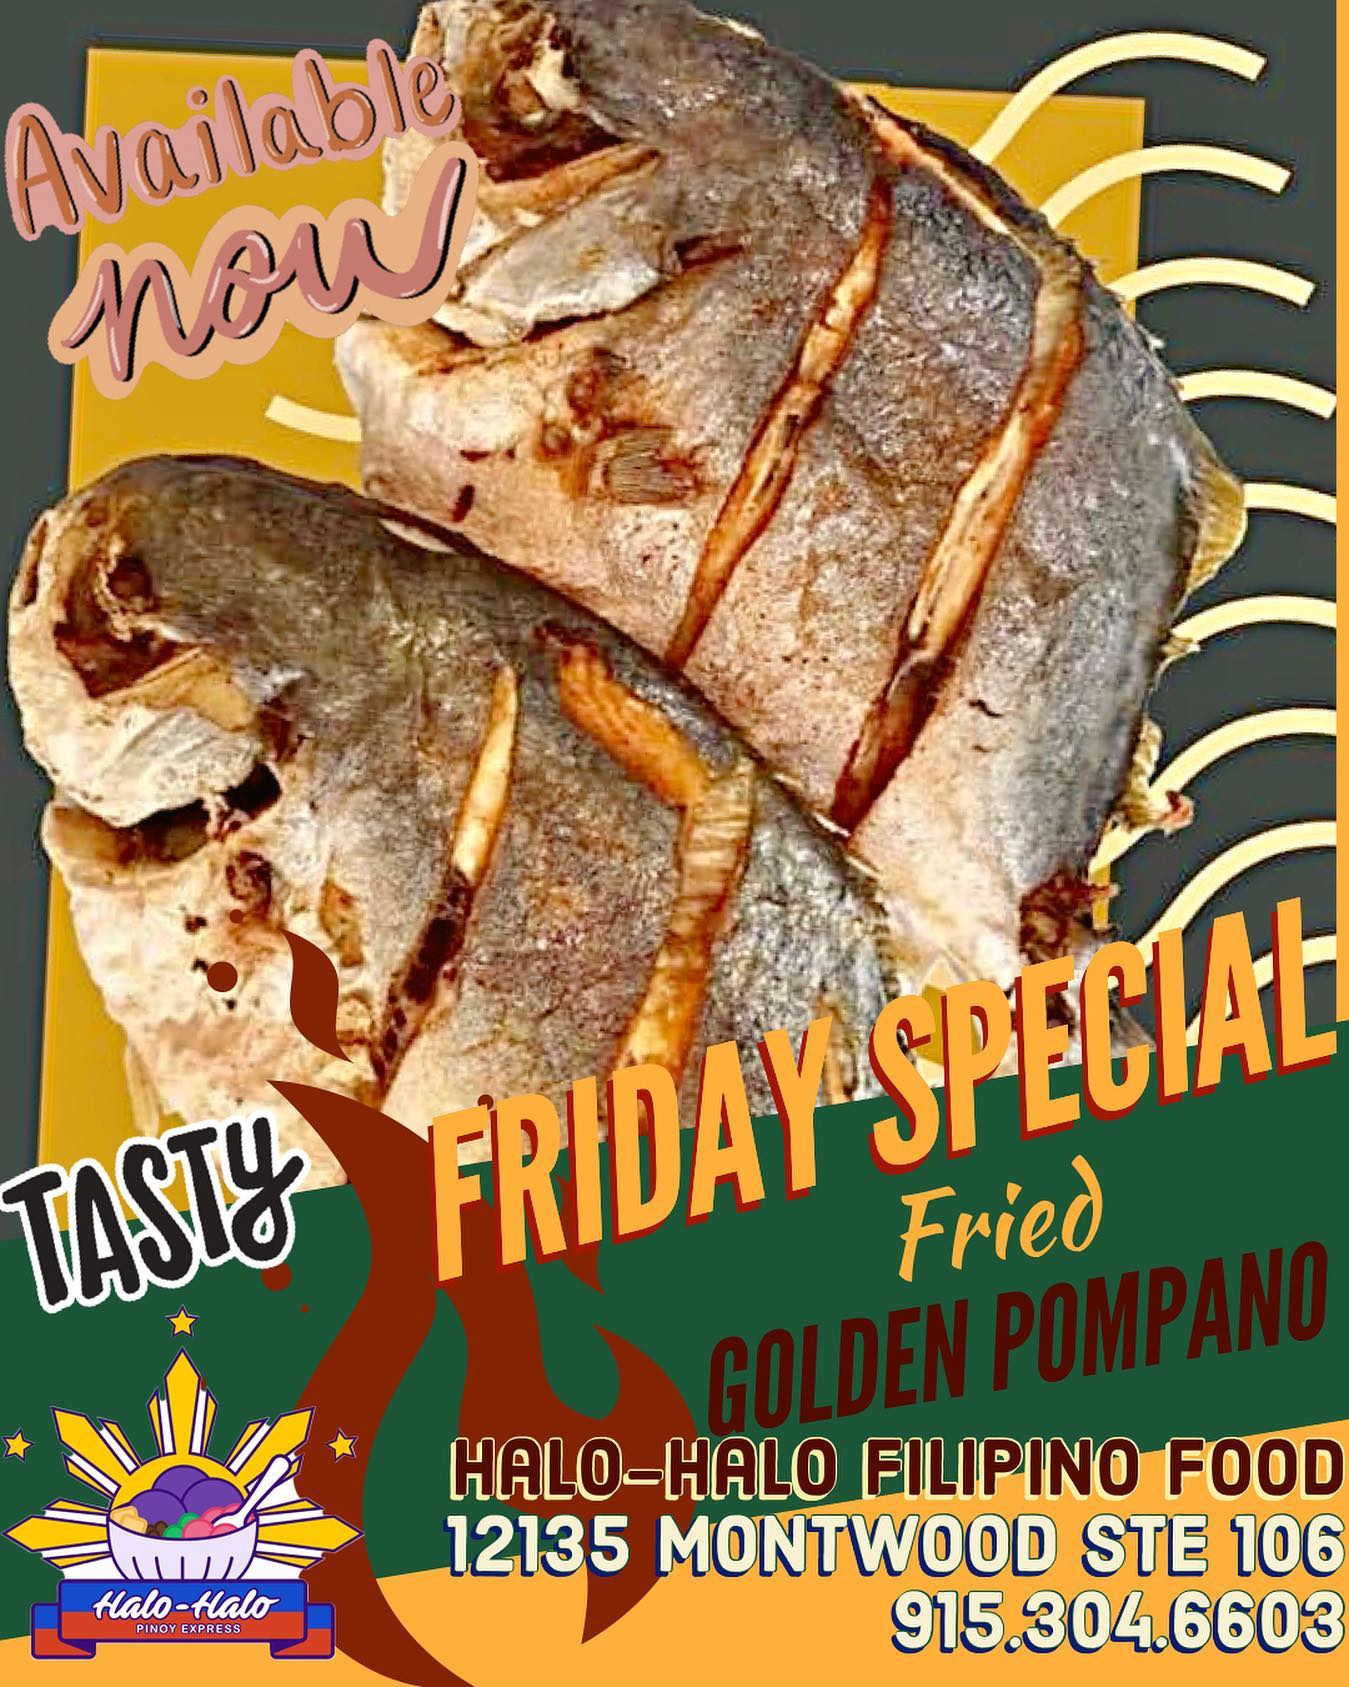 Available
now
TASTY
FRIDAY SPECIAL
Fried
GOLDEN POMPANO
HALO-HALO FILIPINO FOOD
12135 MONTWOOD STE 106
915.304.6603
Halo-Halo
PINOY EXPRESS